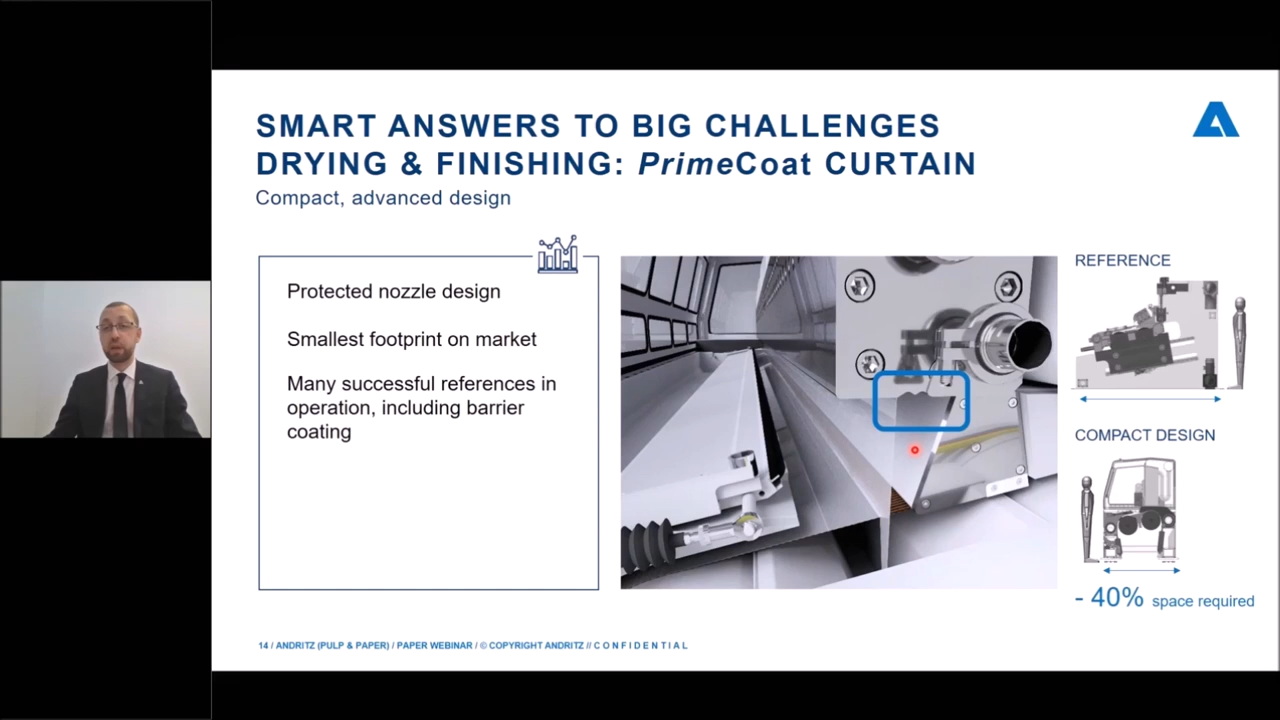 SMART ANSWERS TO BIG CHALLENGES
DRYING & FINISHING: PrimeCoat CURTAIN
Compact, advanced design
Protected nozzle design
Smallest footprint on market
Many successful references in
operation, including barrier
coating
REFERENCE
COMPACT DESIGN
- 40% space required
14 / ANDRITZ (PULP & PAPER) / PAPER WEBINAR / © COPYRIGHT ANDRITZ // CONFIDENTIAL